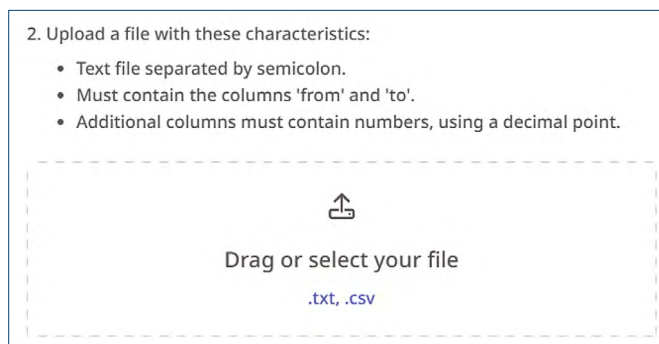 2. Upload a file with these characteristics:
• Text file separated by semicolon.
• Must contain the columns 'from' and 'to'.
• Additional columns must contain numbers, using a decimal point.
Drag or select your file
.txt, .csv